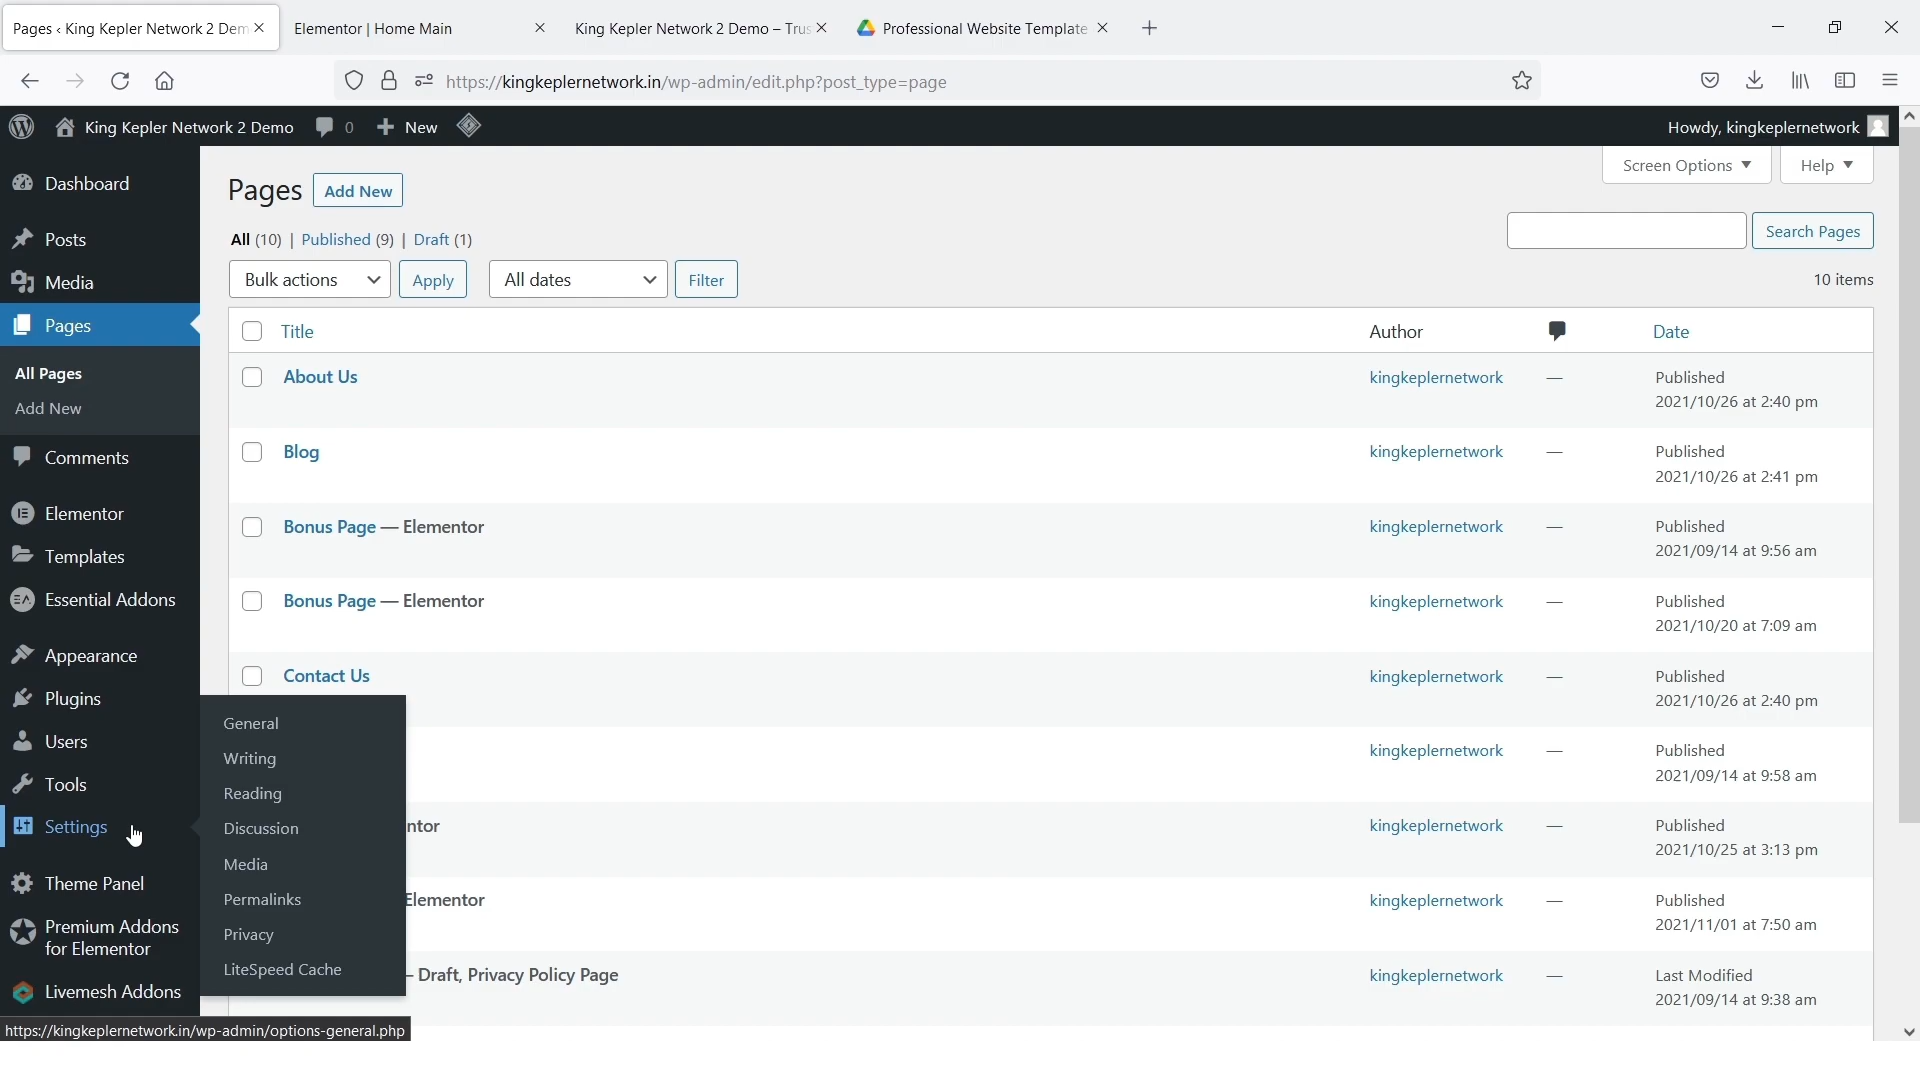 Pages ‹ King Kepler Network 2 Dem
Elementor | Home Main
King Kepler Network 2 Demo – Trus
Professional Website Template
https://kingkeplernetwork.in/wp-admin/edit.php?post_type=page
King Kepler Network 2 Demo
0
New
Howdy, kingkeplernetwork
Dashboard
Posts
Media
Pages
All Pages
Add New
Comments
Elementor
Templates
Essential Addons
Appearance
Plugins
Users
Tools
Settings
Theme Panel
Premium Addons
for Elementor
Livemesh Addons
General
Writing
Reading
Discussion
Media
Permalinks
Privacy
LiteSpeed Cache
Screen Options
Help
Pages Add New
All (10) | Published (9) | Draft (1)
Search Pages
Bulk actions Apply All dates Filter
10 items
Title Author Date
About Us kingkeplernetwork — Published
2021/10/26 at 2:40 pm
Blog kingkeplernetwork — Published
2021/10/26 at 2:41 pm
Bonus Page — Elementor kingkeplernetwork — Published
2021/09/14 at 9:56 am
Bonus Page — Elementor kingkeplernetwork — Published
2021/10/20 at 7:09 am
Contact Us kingkeplernetwork — Published
2021/10/26 at 2:40 pm
kingkeplernetwork — Published
2021/09/14 at 9:58 am
ntor kingkeplernetwork — Published
2021/10/25 at 3:13 pm
Elementor kingkeplernetwork — Published
2021/11/01 at 7:50 am
– Draft, Privacy Policy Page kingkeplernetwork — Last Modified
2021/09/14 at 9:38 am
https://kingkeplernetwork.in/wp-admin/options-general.php